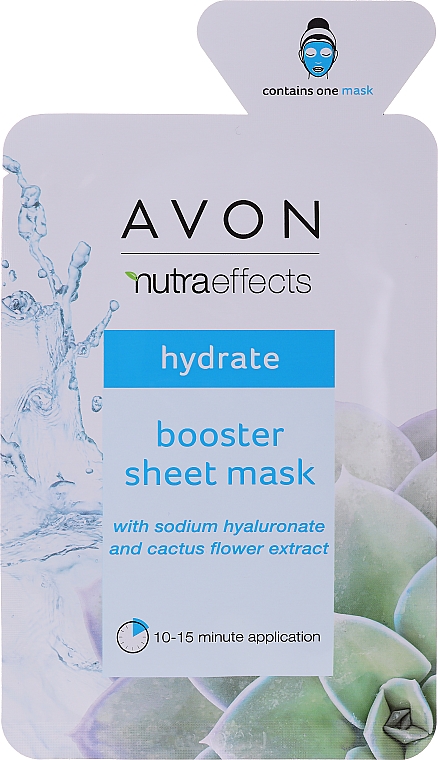 contains one mask
AVON
nutraeffects
hydrate
booster
sheet mask
with sodium hyaluronate
and cactus flower extract
10-15 minute application